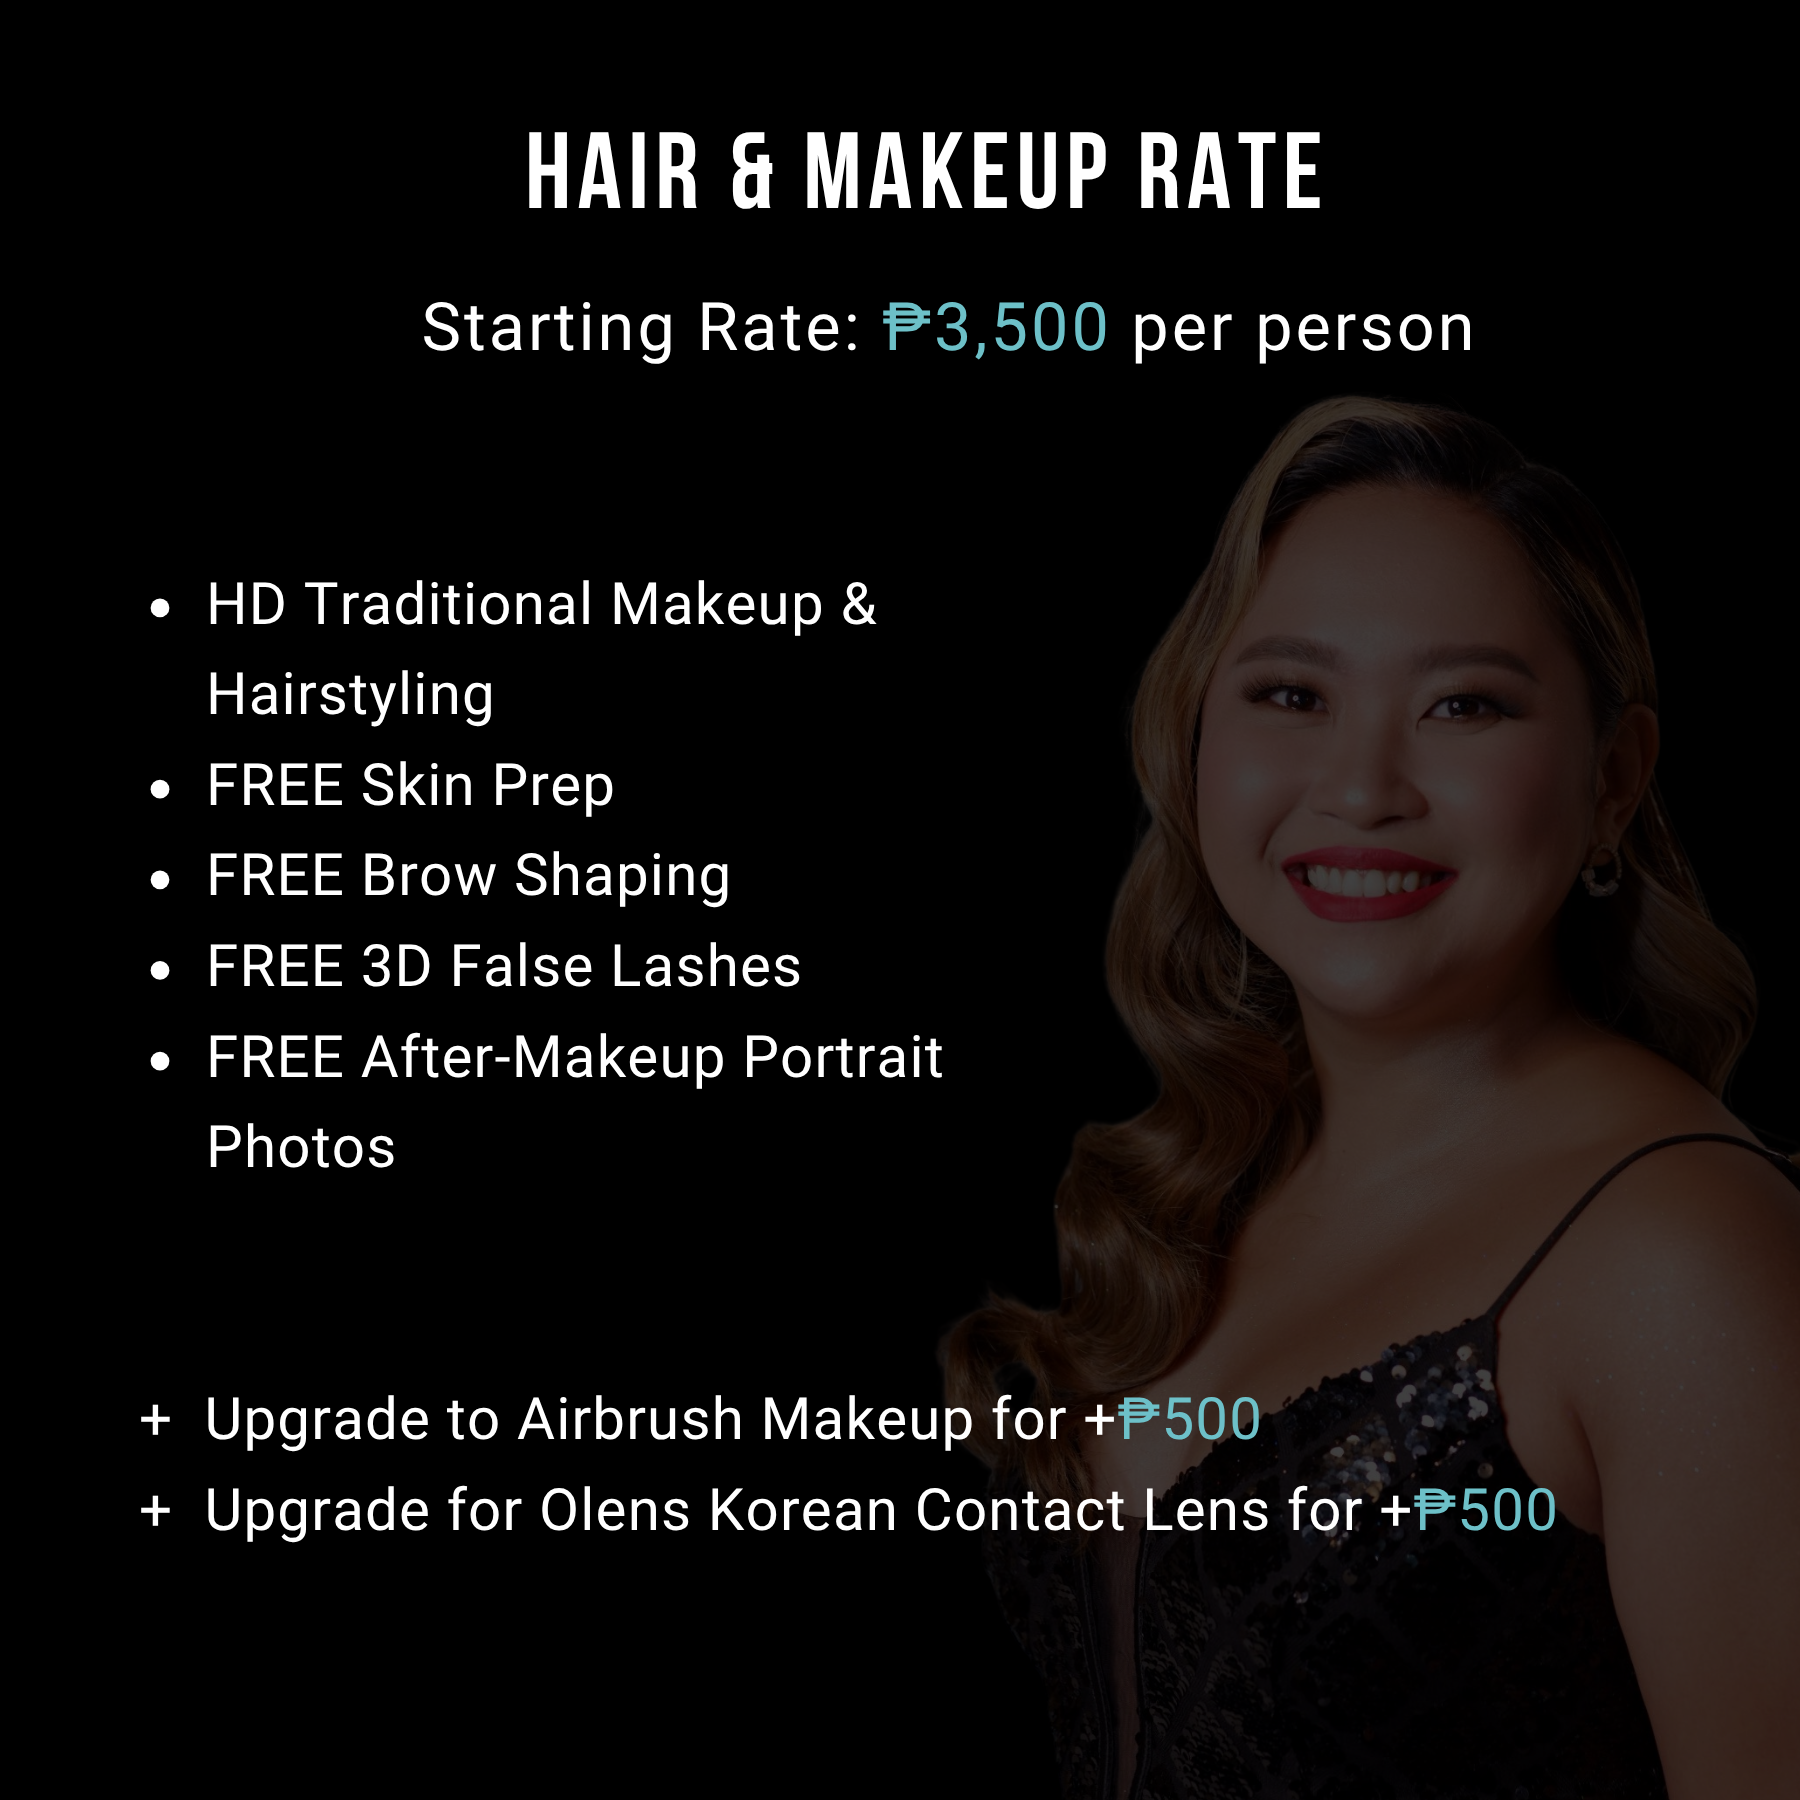 HAIR & MAKEUP RATE
Starting Rate: ₱3,500 per person
• HD Traditional Makeup &
Hairstyling
• FREE Skin Prep
• FREE Brow Shaping
• FREE 3D False Lashes
• FREE After-Makeup Portrait
Photos
+ Upgrade to Airbrush Makeup for +₱500
+ Upgrade for Olens Korean Contact Lens for +₱500